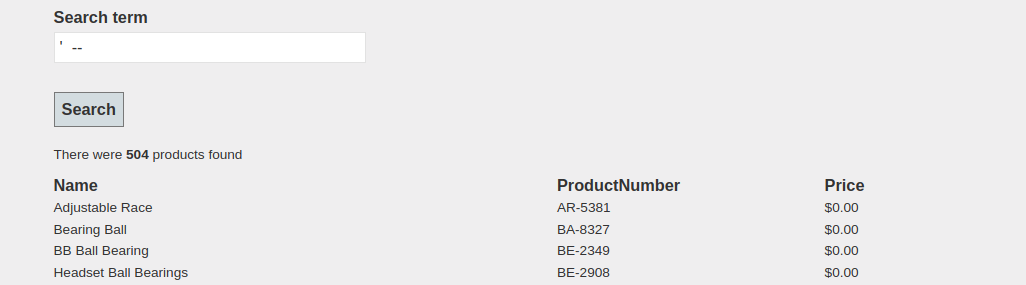 Search term
'  --
Search
There were 504 products found
Name ProductNumber Price
Adjustable Race AR-5381 $0.00
Bearing Ball BA-8327 $0.00
BB Ball Bearing BE-2349 $0.00
Headset Ball Bearings BE-2908 $0.00